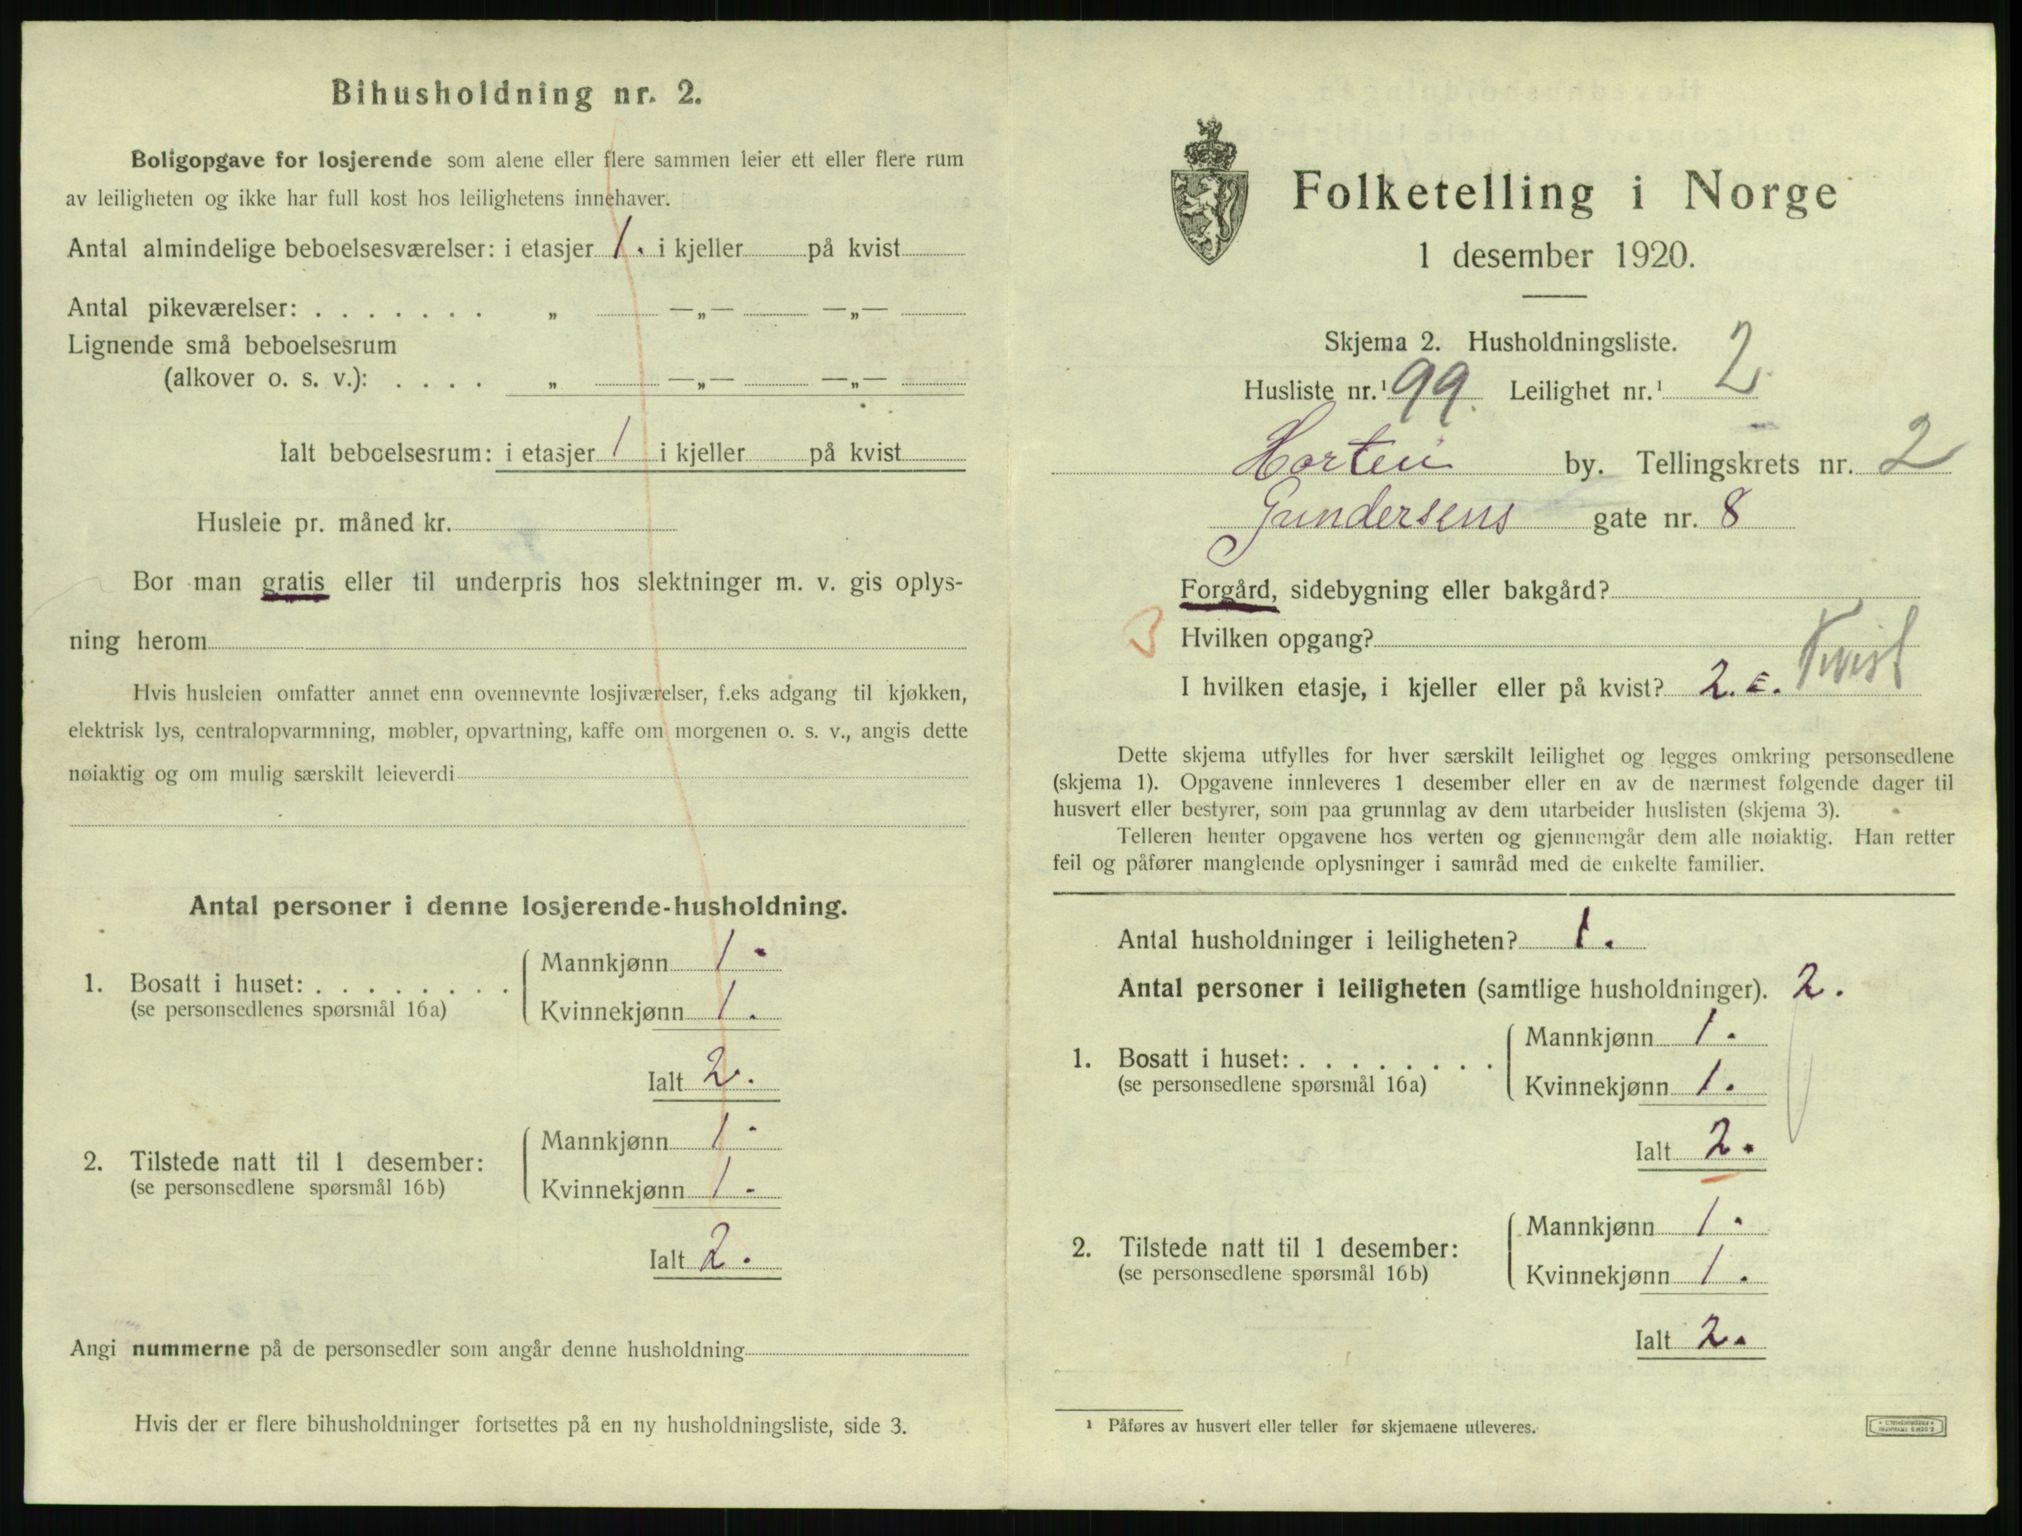 Bihusholdning nr. 2.
Boligopgave for losjerende som alene eller flere sammen leier ett eller flere rum
av leiligheten og ikke har full kost hos leilighetens innehaver.
Antal almindelige beboelsesværelser: i etasjer 1. i kjeller på kvist
Antal pikeværelser: . . . . . . . „ —„— —„—
Lignende små beboelsesrum
(alkover o. s. v.): . . . . „ —„— —„—
Ialt beboelsesrum: i etasjer 1 i kjeller på kvist
Husleie pr. måned kr.
Bor man gratis eller til underpris hos slektninger m. v. gis oplys-
ning herom
Hvis husleien omfatter annet enn ovennevnte losjiværelser, f.eks adgang til kjøkken,
elektrisk lys, centralopvarmning, møbler, opvartning, kaffe om morgenen o. s. v., angis dette
nøiaktig og om mulig særskilt leieverdi
Antal personer i denne losjerende-husholdning.
Mannkjønn 1.
1. Bosatt i huset: . . . . . . . .
(se personsedlenes spørsmål 16a)
Kvinnekjønn 1.
Ialt 2.
Mannkjønn 1.
2. Tilstede natt til 1 desember:
(se personsedlene spørsmål 16b)
Kvinnekjønn 1.
Ialt 2.
Angi nummerne på de personsedler som angår denne husholdning
Hvis der er flere bihusholdninger fortsettes på en ny husholdningsliste, side 3.
Folketelling i Norge
1 desember 1920.
Skjema 2. Husholdningsliste.
Husliste nr.¹ 99. Leilighet nr.¹ 2
Horten by. Tellingskrets nr. 2
Gundersens gate nr. 8
Forgård, sidebygning eller bakgård?
3 Hvilken opgang?
I hvilken etasje, i kjeller eller på kvist? 2. E. Kvist
Dette skjema utfylles for hver særskilt leilighet og legges omkring personsedlene
(skjema 1). Opgavene innleveres 1 desember eller en av de nærmest følgende dager til
husvert eller bestyrer, som paa grunnlag av dem utarbeider huslisten (skjema 3).
Telleren henter opgavene hos verten og gjennemgår dem alle nøiaktig. Han retter
feil og påfører manglende oplysninger i samråd med de enkelte familier.
Antal husholdninger i leiligheten? 1.
Antal personer i leiligheten (samtlige husholdninger). 2.
Mannkjønn 1.
1. Bosatt i huset: . . . . . . . .
(se personsedlene spørsmål 16a)
Kvinnekjønn 1.
Ialt 2.
Mannkjønn 1.
2. Tilstede natt til 1 desember:
(se personsedlene spørsmål 16b)
Kvinnekjønn 1.
Ialt 2.
¹ Påføres av husvert eller teller før skjemaene utleveres.